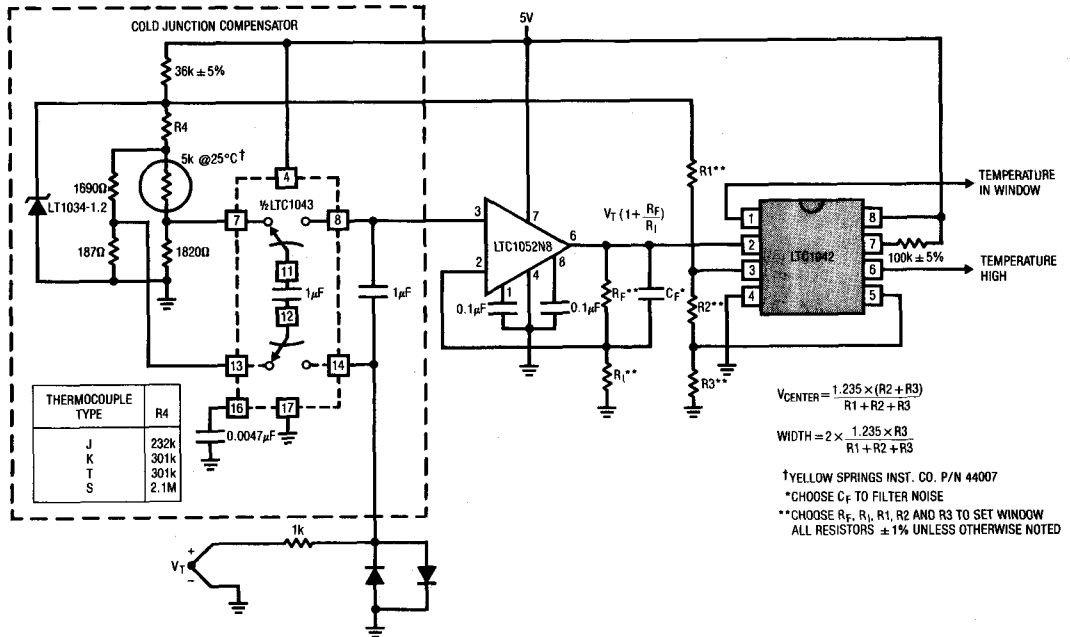 COLD JUNCTION COMPENSATOR
5V
36k ± 5%
R4
5k @25°C†
1690Ω
LT1034-1.2
187Ω
1820Ω
4
½LTC1043
7
8
11
1µF
12
1µF
13
14
16
17
0.0047µF
THERMOCOUPLE TYPE R4
J 232k
K 301k
T 301k
S 2.1M
3
2
7
LTC1052N8
6
1
4
8
0.1µF
0.1µF
V_T (1 + R_F/R_I)
R_F**
C_F*
R_I**
R1**
R2**
R3**
1
2
3
4
LTC1042
8
7
6
5
100k ± 5%
TEMPERATURE
IN WINDOW
TEMPERATURE
HIGH
V_CENTER = 1.235 × (R2 + R3) / R1 + R2 + R3
WIDTH = 2 × 1.235 × R3 / R1 + R2 + R3
†YELLOW SPRINGS INST. CO. P/N 44007
*CHOOSE C_F TO FILTER NOISE
**CHOOSE R_F, R_I, R1, R2 AND R3 TO SET WINDOW
ALL RESISTORS ±1% UNLESS OTHERWISE NOTED
V_T
+
−
1k